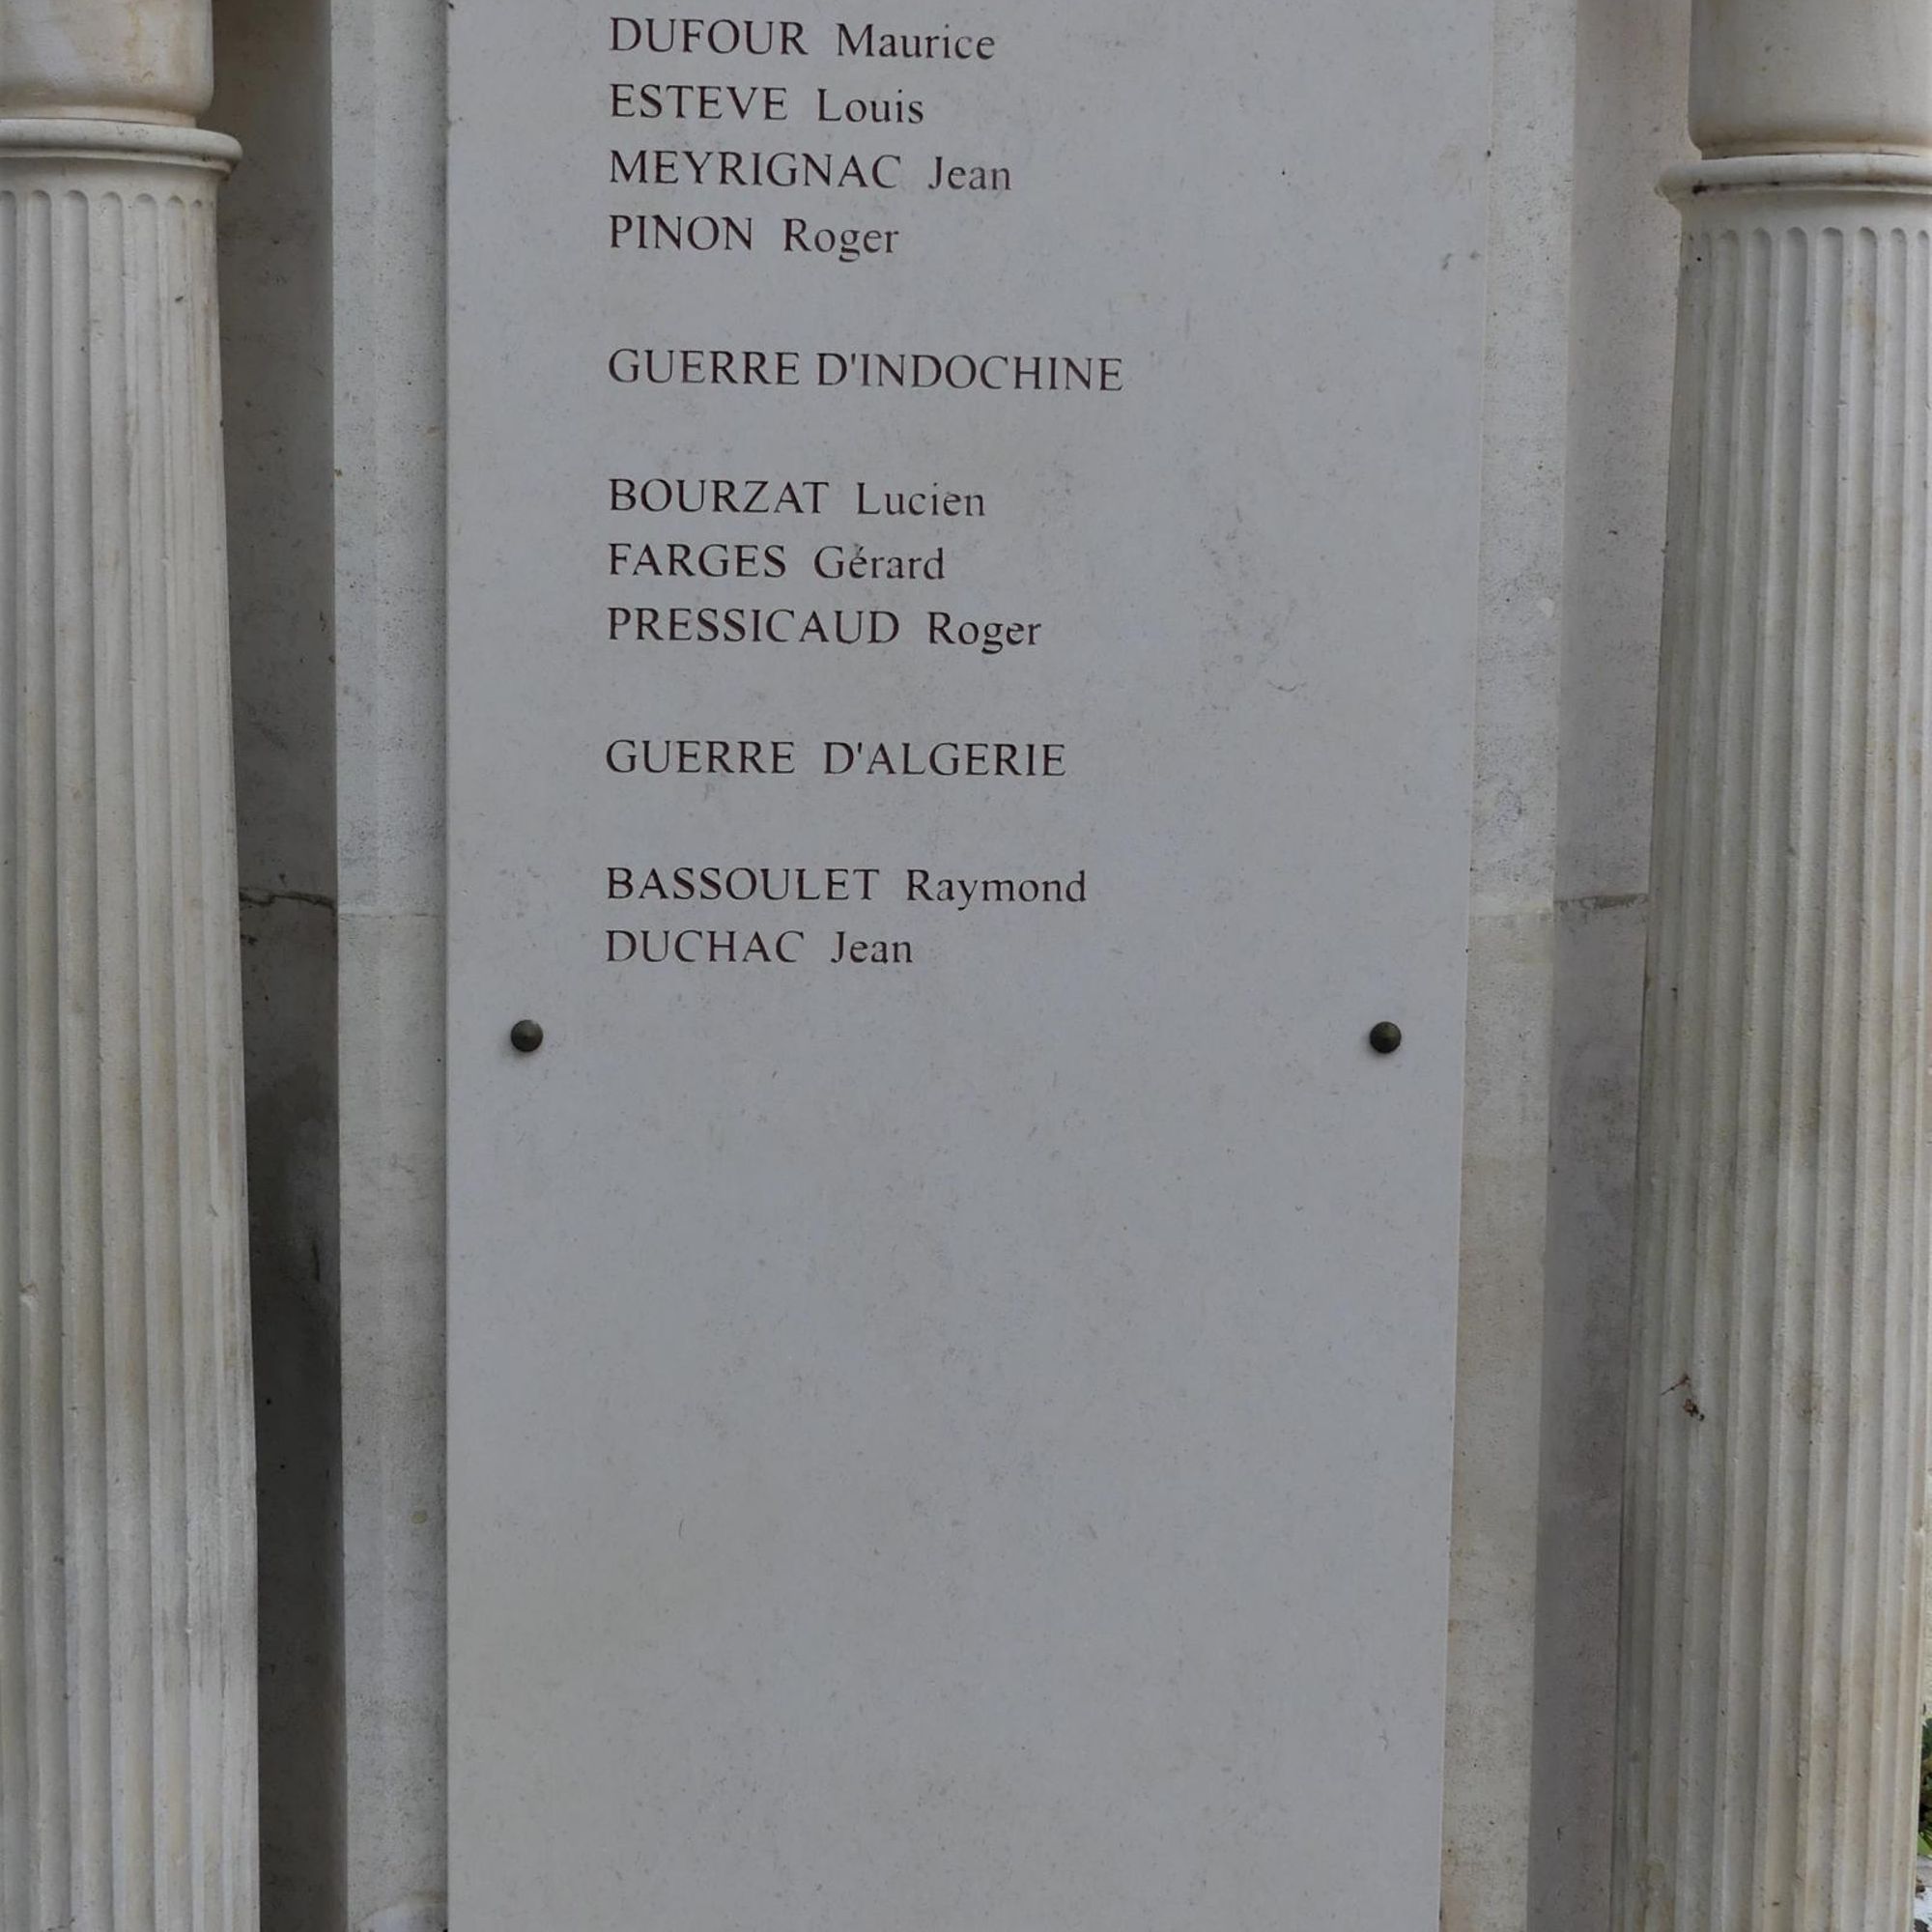 DUFOUR Maurice
ESTEVE Louis
MEYRIGNAC Jean
PINON Roger
GUERRE D'INDOCHINE
BOURZAT Lucien
FARGES Gérard
PRESSICAUD Roger
GUERRE D'ALGERIE
BASSOULET Raymond
DUCHAC Jean